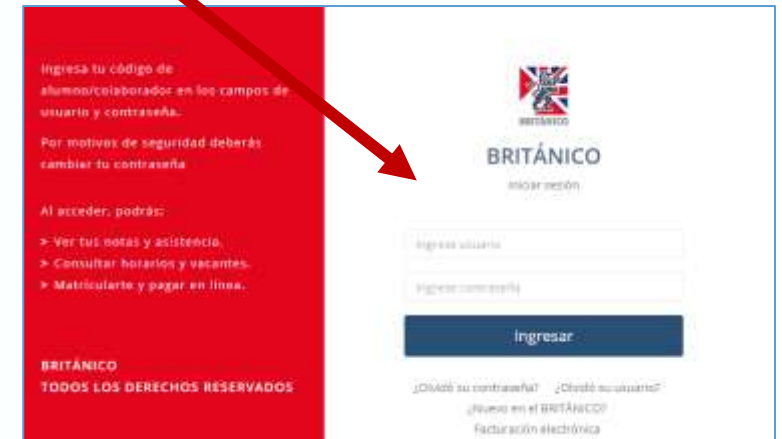 Ingresa tu código de
alumno/colaborador en los campos de
usuario y contraseña.
Por motivos de seguridad deberás
cambiar tu contraseña
Al acceder, podrás:
> Ver tus notas y asistencia.
> Consultar horarios y vacantes.
> Matricularte y pagar en línea.
BRITÁNICO
TODOS LOS DERECHOS RESERVADOS
BRITÁNICO
BRITÁNICO
Iniciar sesión
Ingrese usuario
Ingrese contraseña
Ingresar
¿Olvidó su contraseña? ¿Olvidó su usuario?
¿Nuevo en el BRITÁNICO?
Facturación electrónica